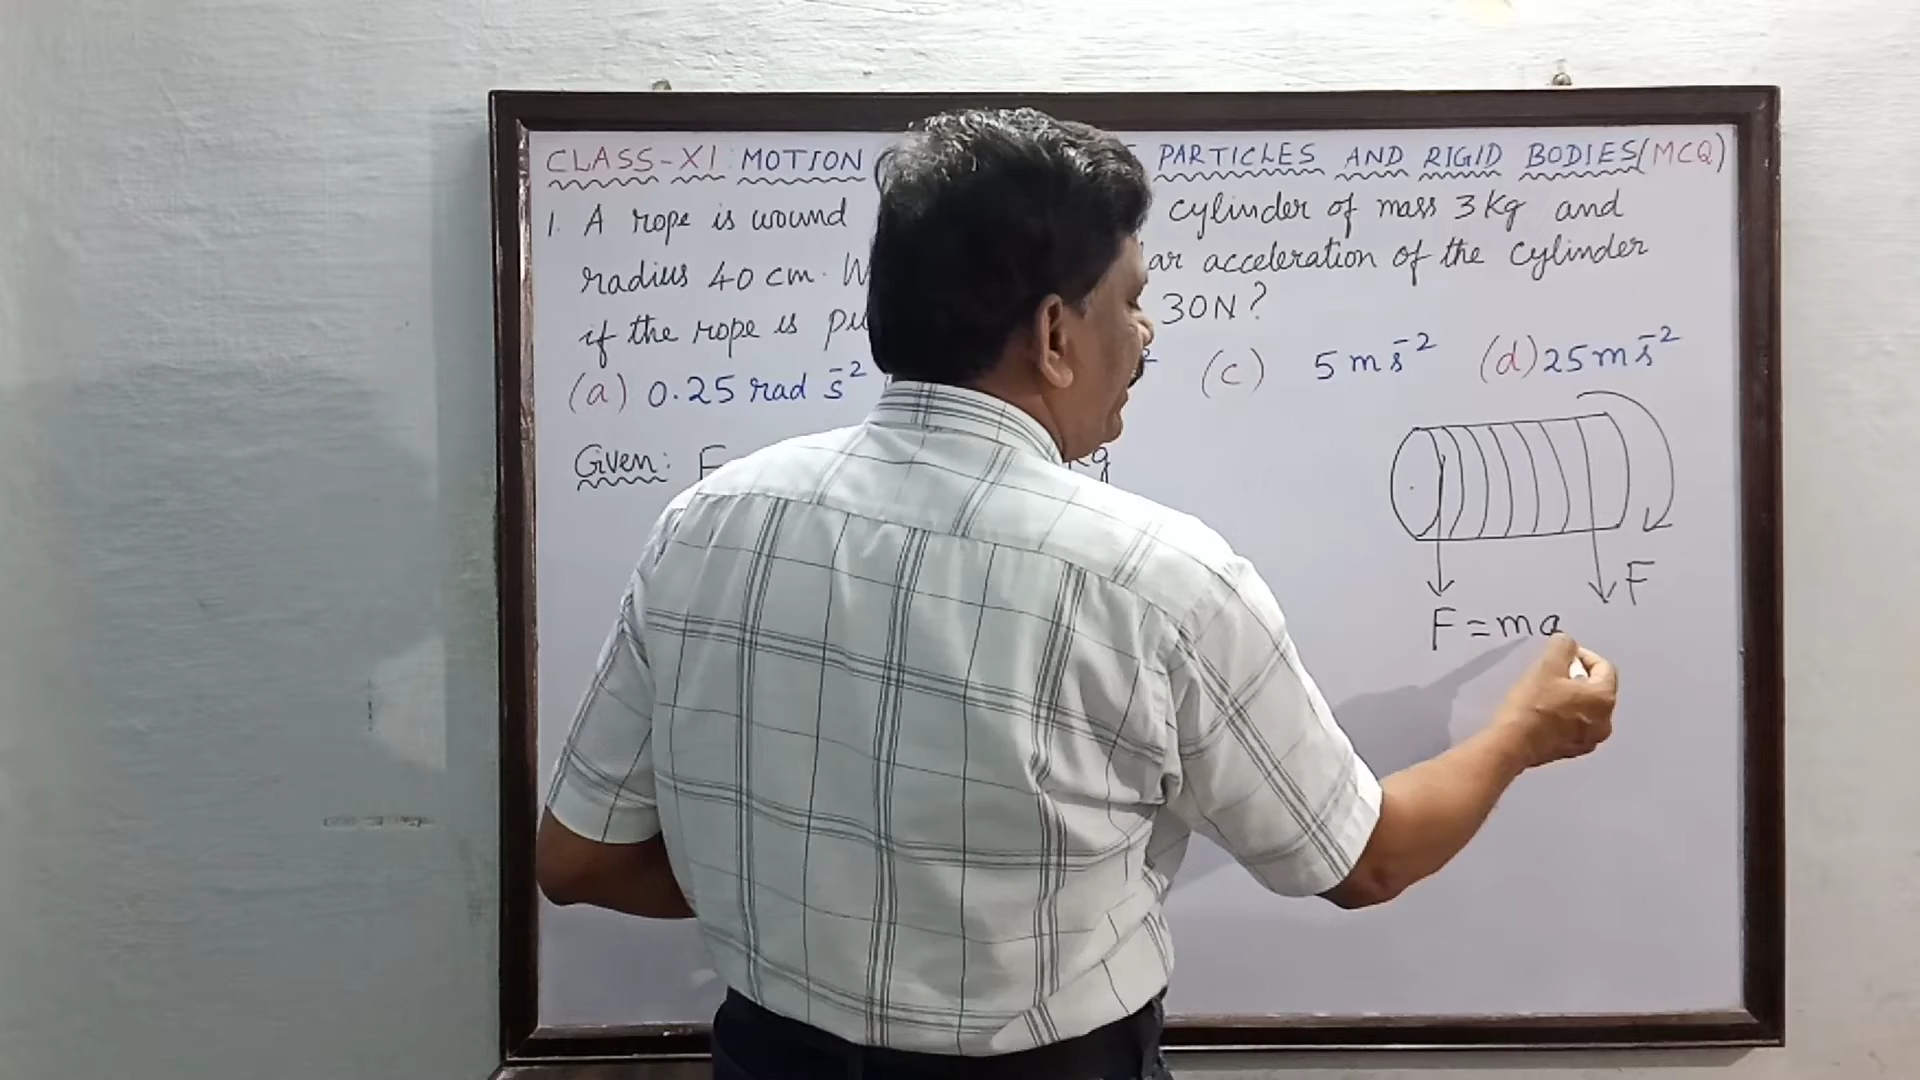 CLASS-XI: MOTION PARTICLES AND RIGID BODIES (MCQ)
1. A rope is wound cylinder of mass 3 kg and
radius 40 cm. acceleration of the cylinder
if the rope is 30N?
(a) 0.25 rad s⁻² (c) 5 m s⁻² (d) 25 m s⁻²
Given: F kg
F
F = ma